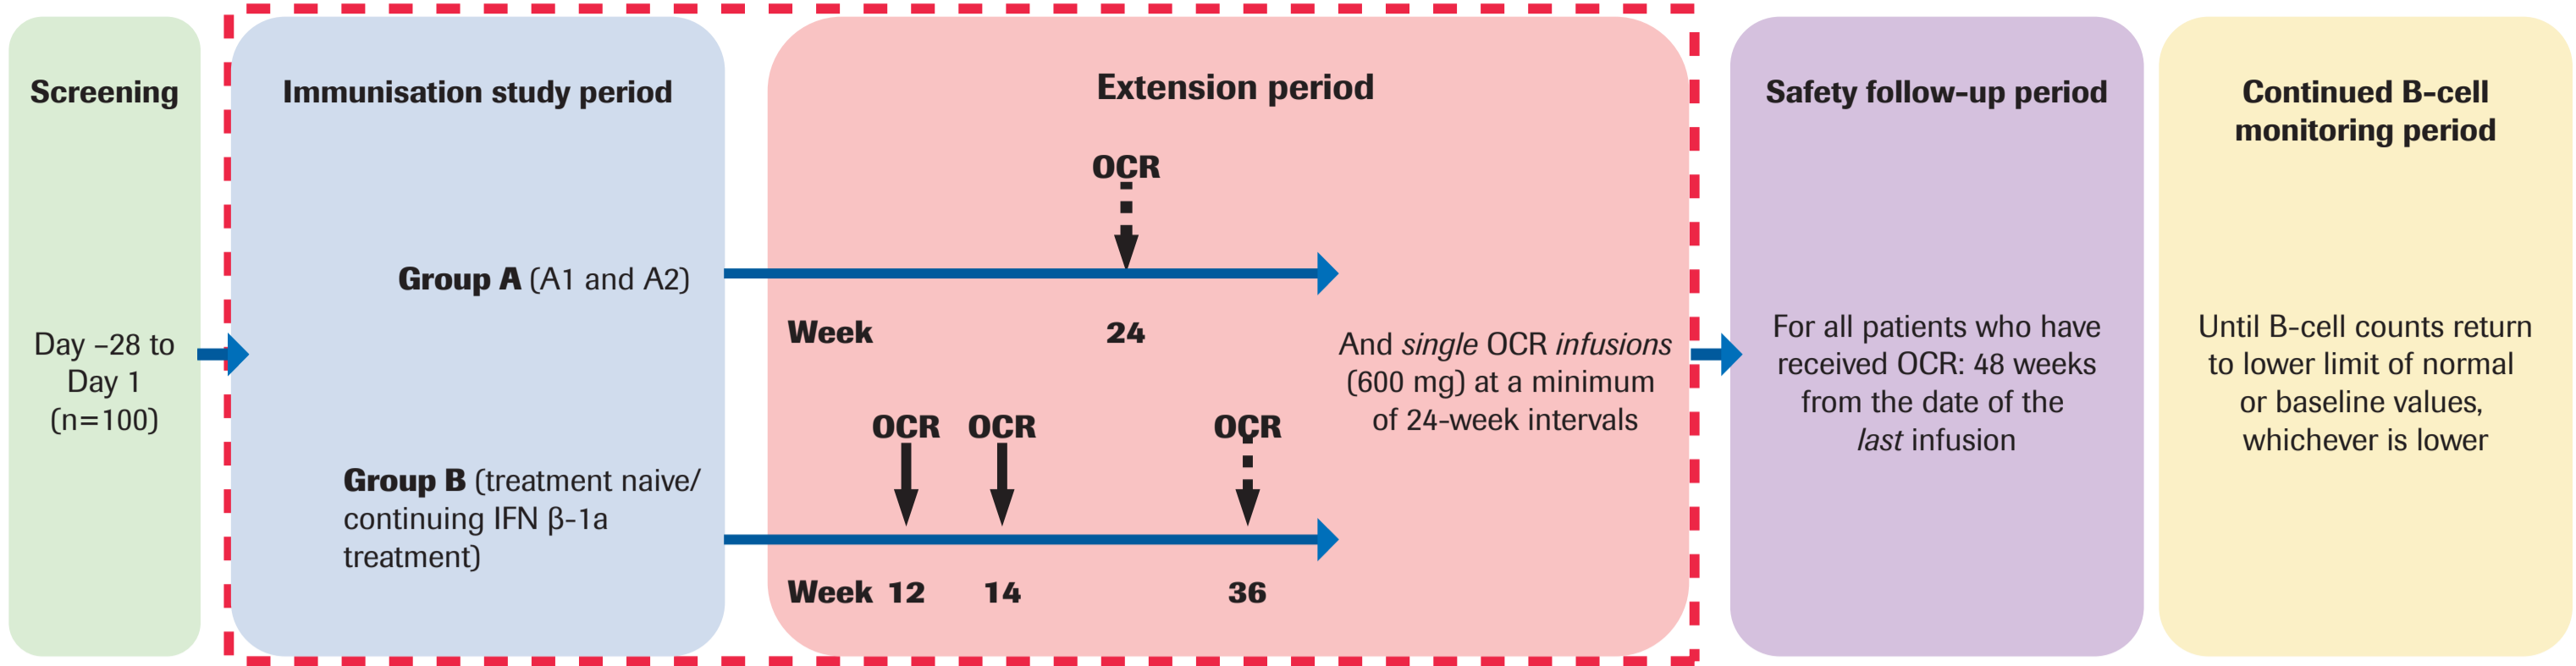 Screening
Day –28 to
Day 1
(n=100)
Immunisation study period
Group A (A1 and A2)
Group B (treatment naive/
continuing IFN β-1a
treatment)
Extension period
OCR
Week 24
OCR OCR OCR
Week 12 14 36
And single OCR infusions
(600 mg) at a minimum
of 24-week intervals
Safety follow-up period
For all patients who have
received OCR: 48 weeks
from the date of the
last infusion
Continued B-cell
monitoring period
Until B-cell counts return
to lower limit of normal
or baseline values,
whichever is lower